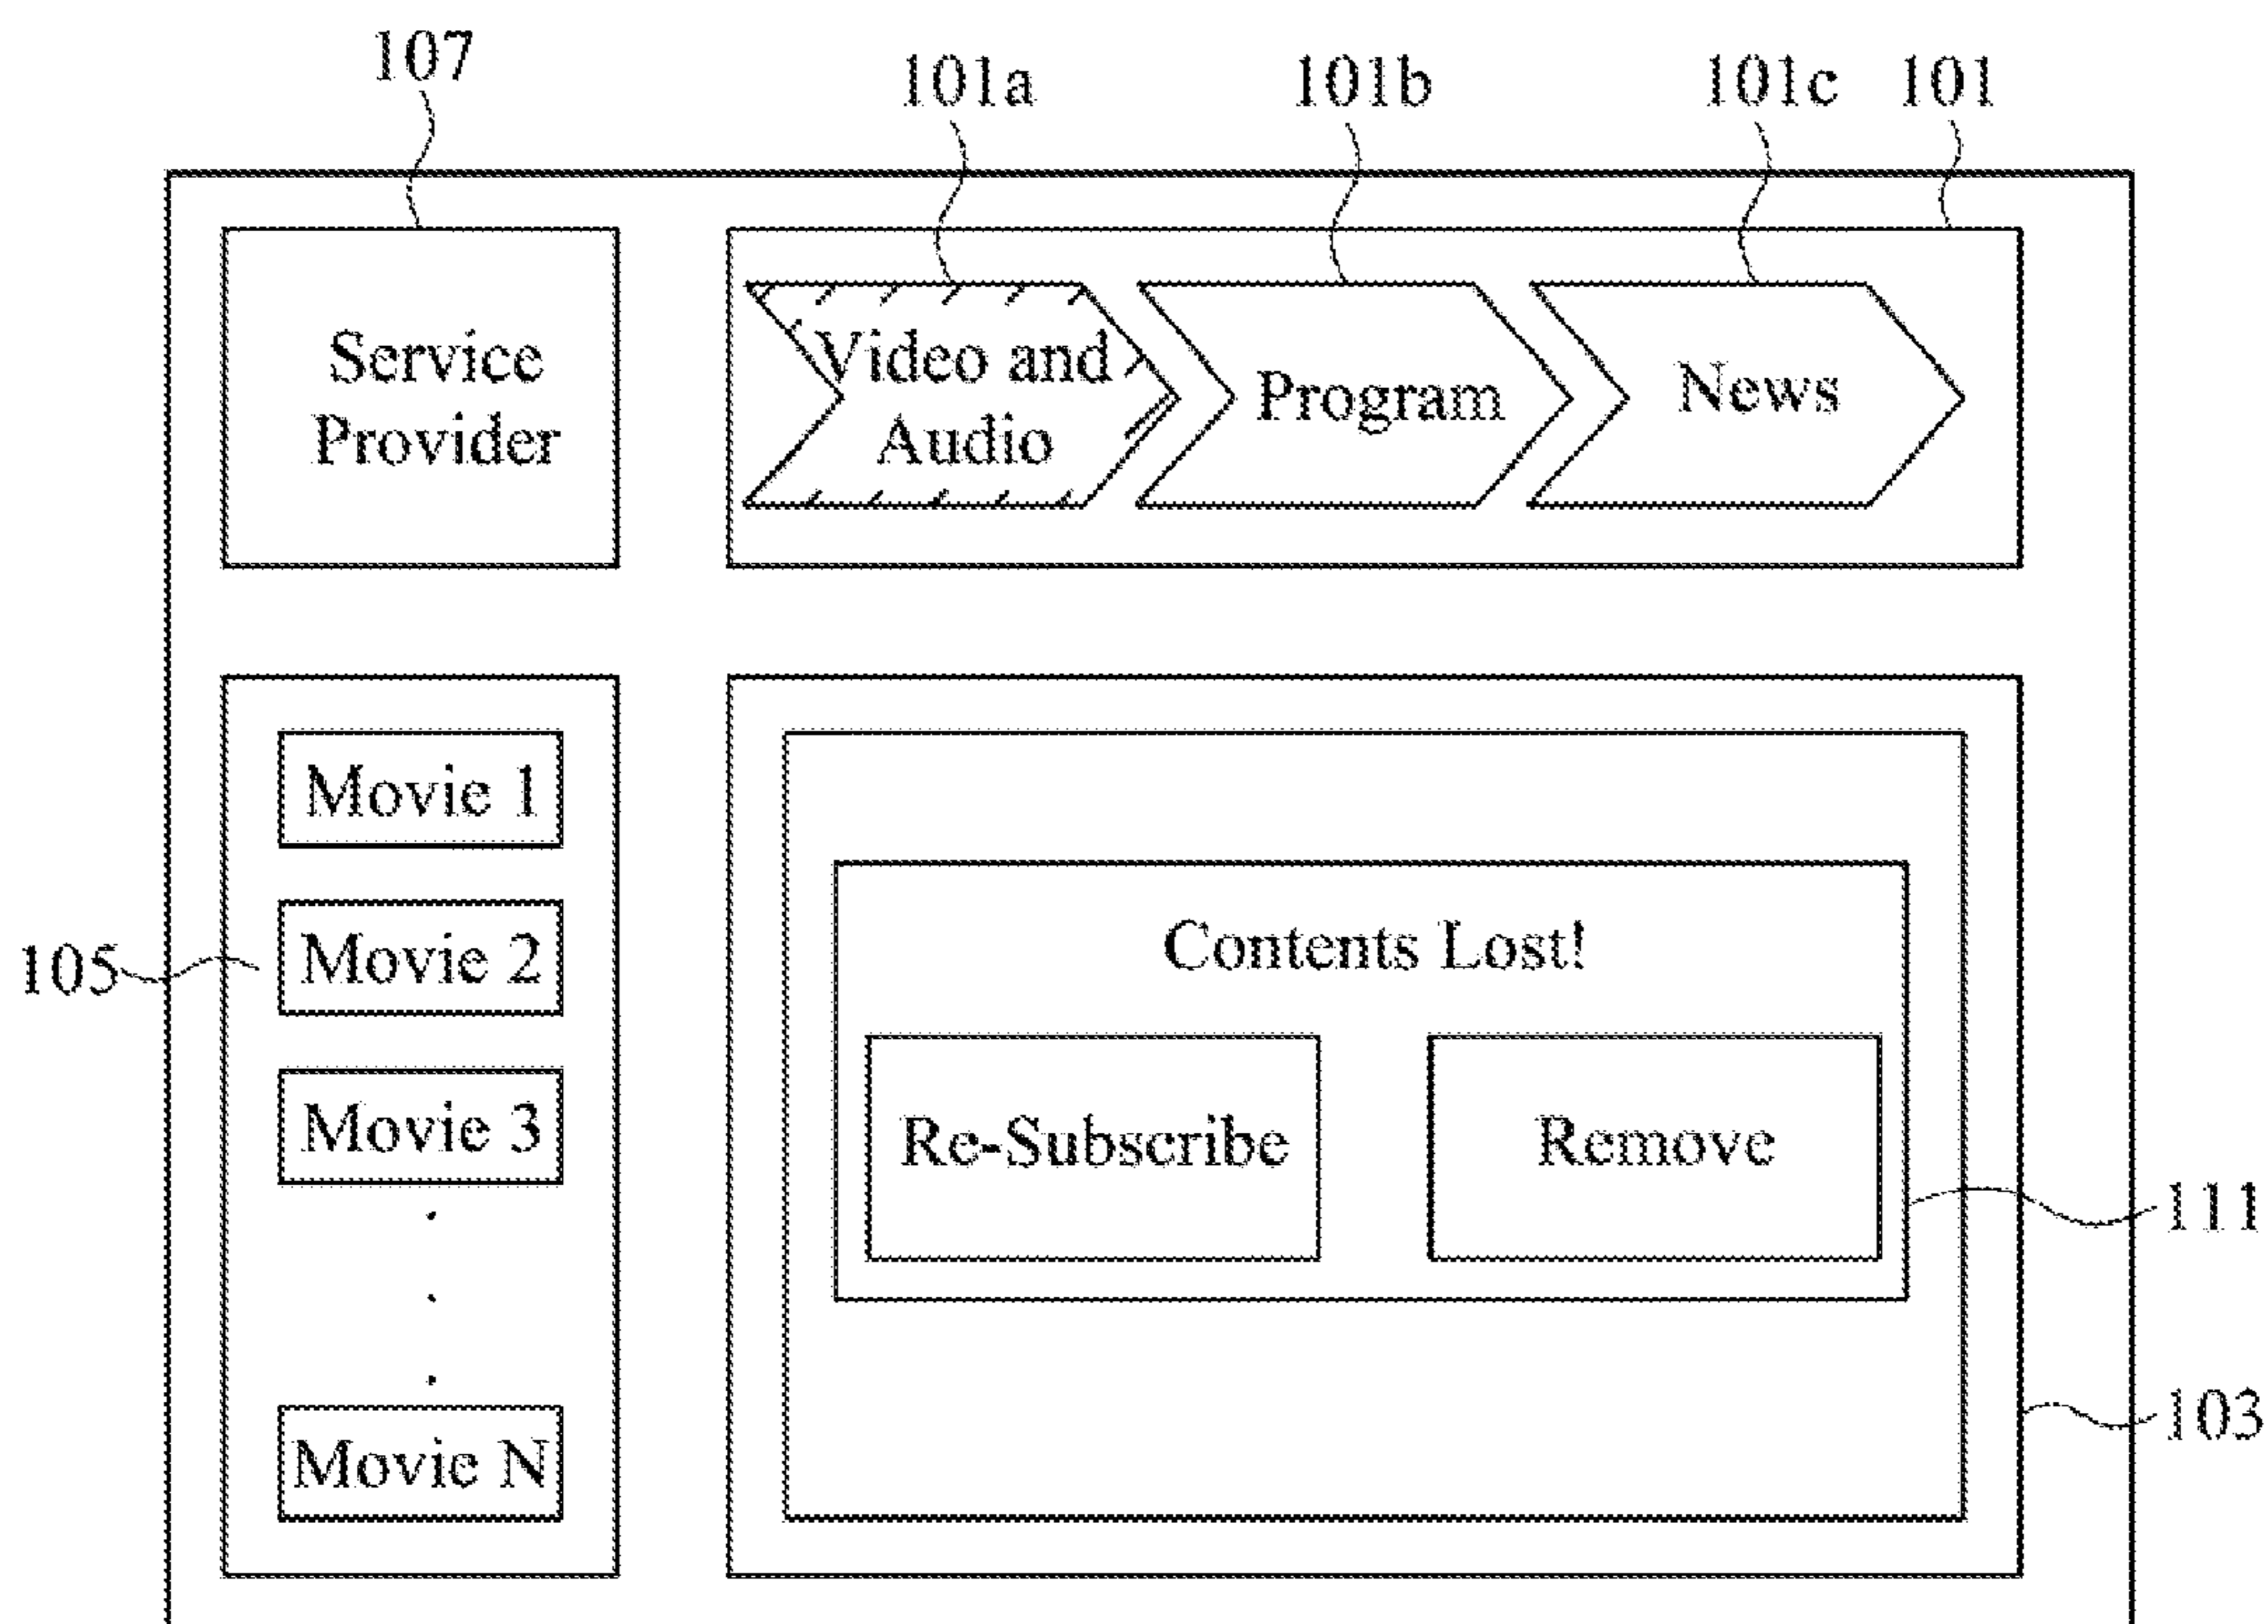 107
101a
101b
101c
101
Service
Provider
Video and
Audio
Program
News
Movie 1
Movie 2
Movie 3
Movie N
105
Contents Lost!
Re-Subscribe
Remove
111
103